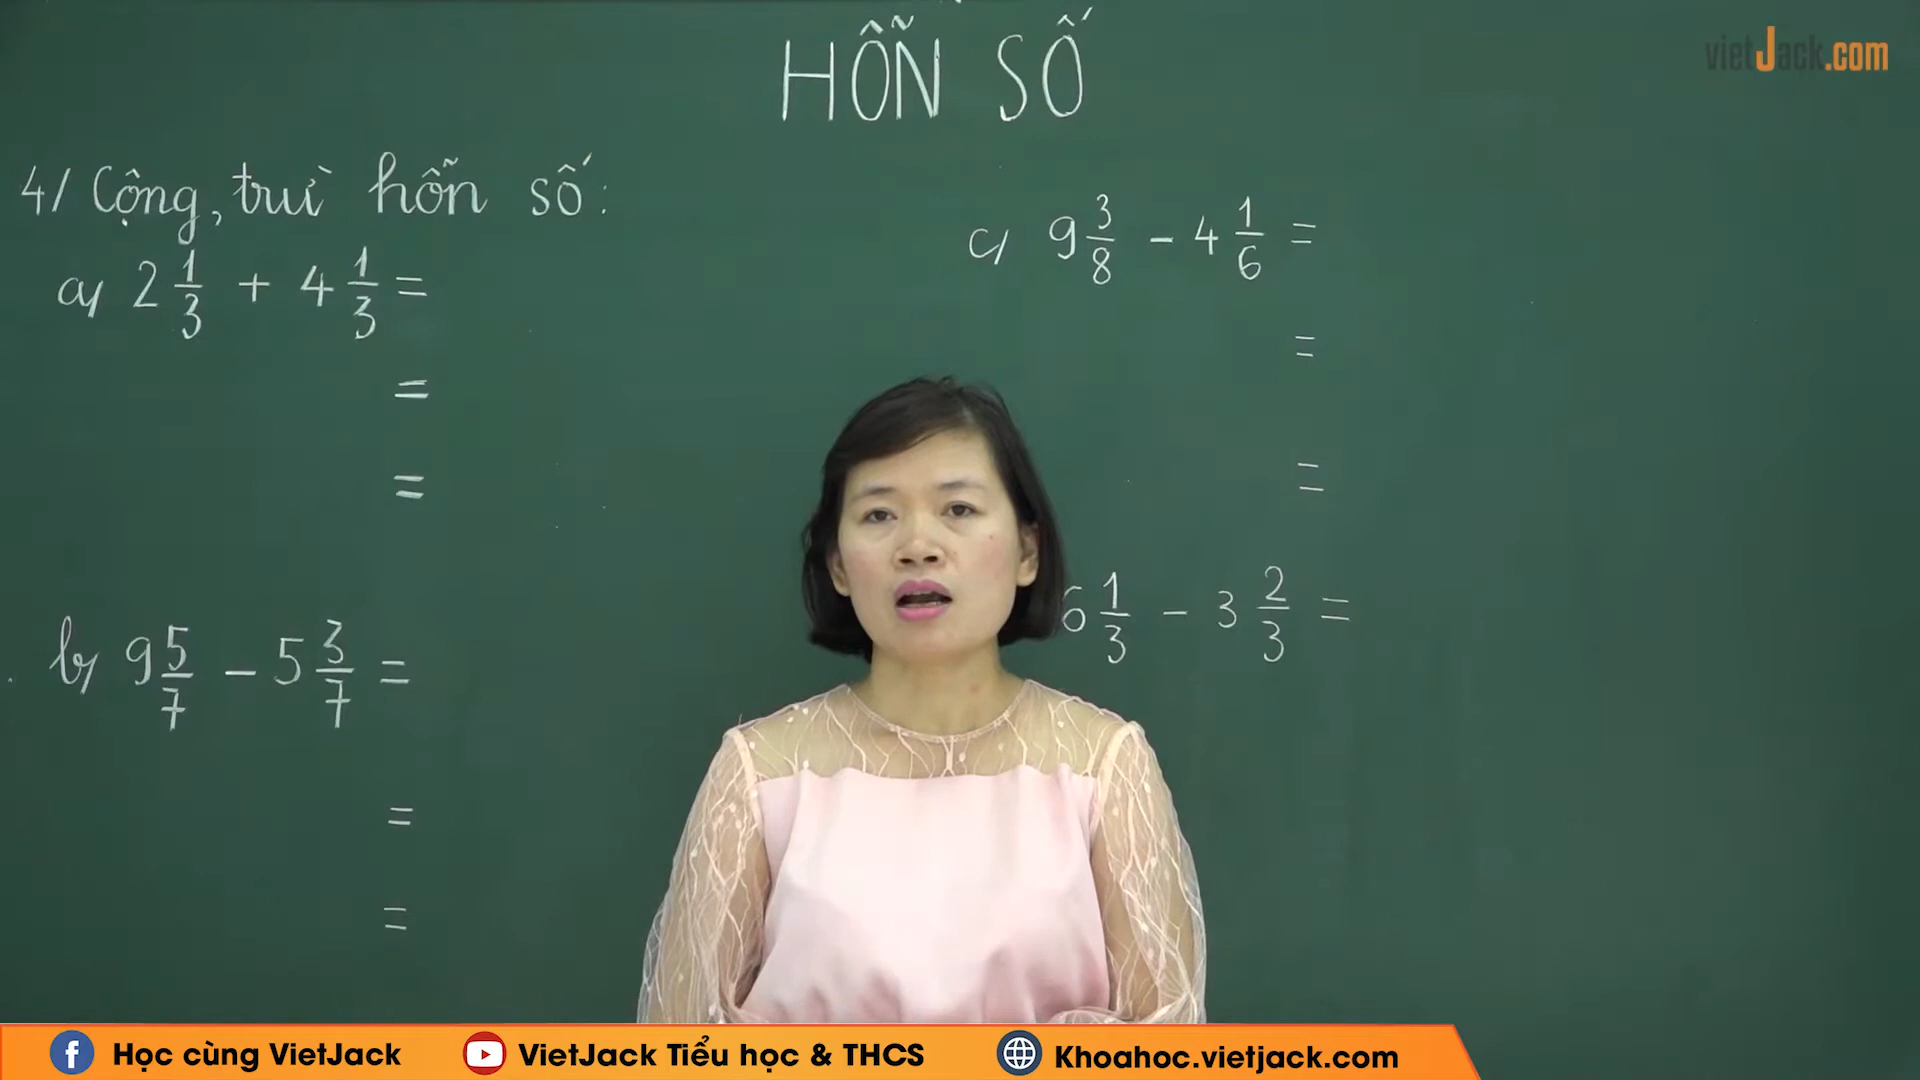 HỖN SỐ
vietJack.com
4/ Cộng, trừ hỗn số:
a/ 2 1/3 + 4 1/3 =
=
=
b/ 9 5/7 - 5 3/7 =
=
=
c/ 9 3/8 - 4 1/6 =
=
=
6 1/3 - 3 2/3 =
Học cùng VietJack
VietJack Tiểu học & THCS
Khoahoc.vietjack.com